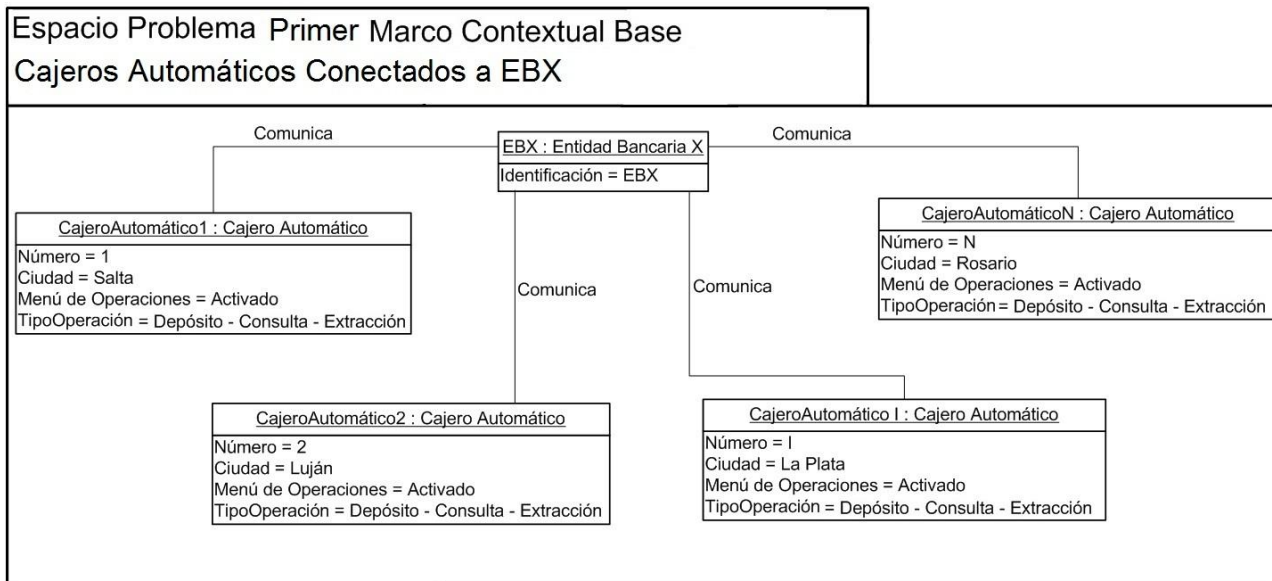 Espacio Problema Primer Marco Contextual Base
Cajeros Automáticos Conectados a EBX
Comunica
EBX : Entidad Bancaria X
Identificación = EBX
Comunica
CajeroAutomático1 : Cajero Automático
Número = 1
Ciudad = Salta
Menú de Operaciones = Activado
TipoOperación = Depósito - Consulta - Extracción
CajeroAutomáticoN : Cajero Automático
Número = N
Ciudad = Rosario
Menú de Operaciones = Activado
TipoOperación = Depósito - Consulta - Extracción
Comunica
Comunica
CajeroAutomático2 : Cajero Automático
Número = 2
Ciudad = Luján
Menú de Operaciones = Activado
TipoOperación = Depósito - Consulta - Extracción
CajeroAutomático I : Cajero Automático
Número = I
Ciudad = La Plata
Menú de Operaciones = Activado
TipoOperación = Depósito - Consulta - Extracción